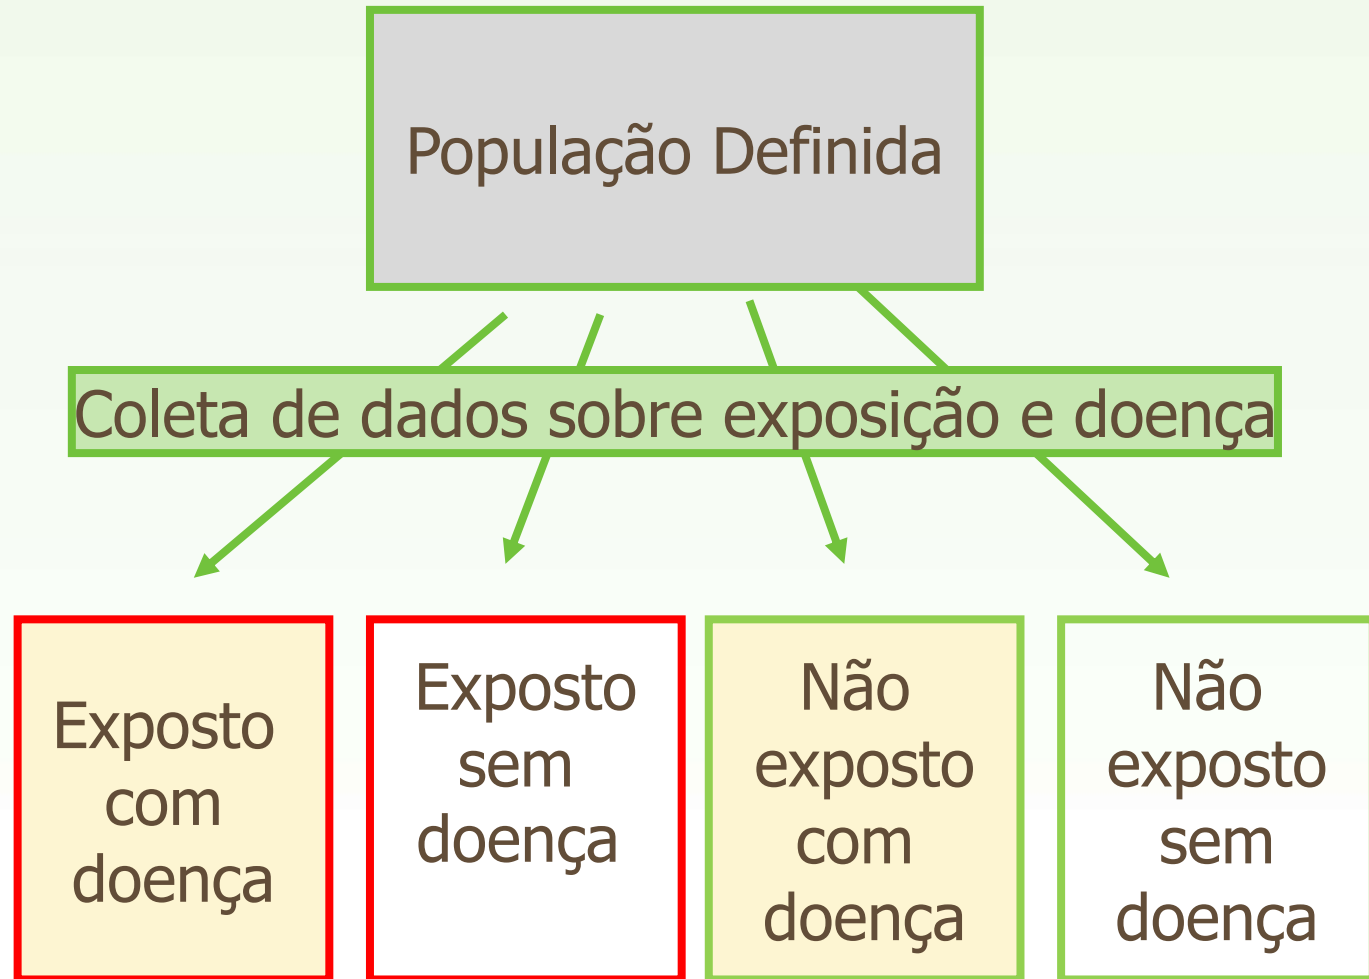 População Definida
Coleta de dados sobre exposição e doença
Exposto
com
doença
Exposto
sem
doença
Não
exposto
com
doença
Não
exposto
sem
doença